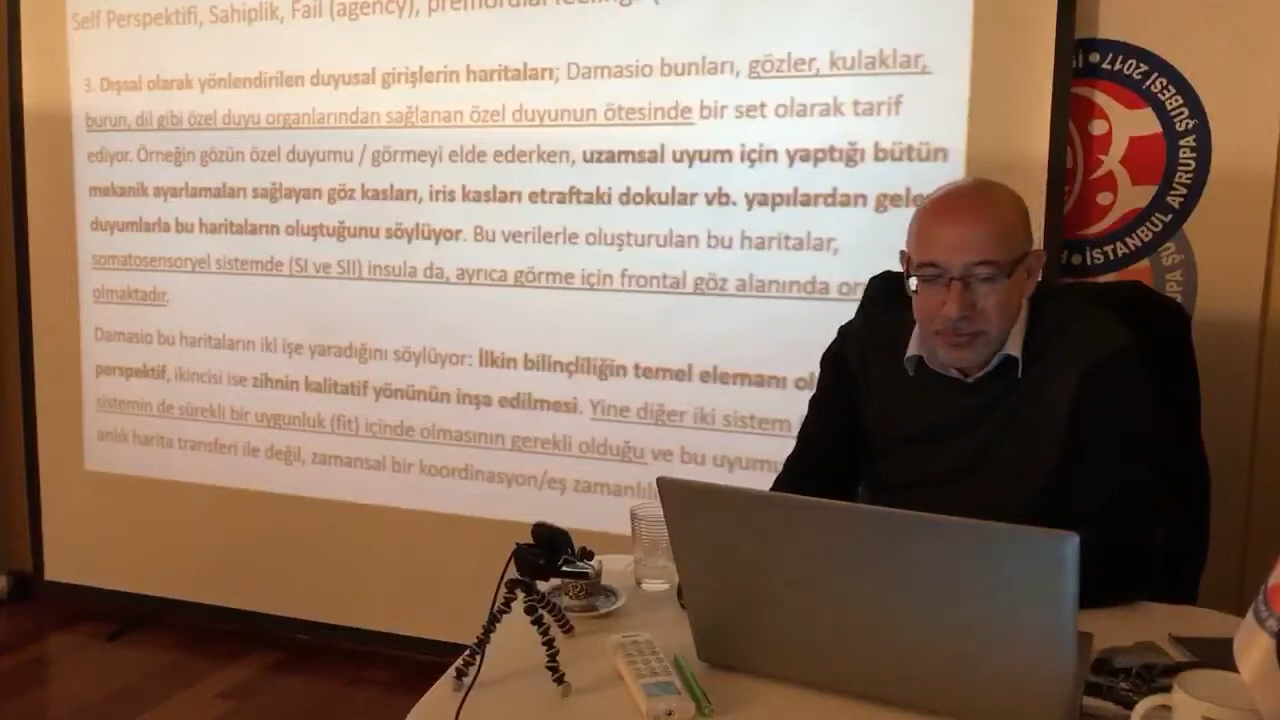 Self Perspektifi, Sahiplik, Fail (agency), premordial
3. Dışsal olarak yönlendirilen duyusal girişlerin haritaları; Damasio bunları, gözler, kulaklar,
burun, dil gibi özel duyu organlarından sağlanan özel duyunun ötesinde bir set olarak tarif
ediyor. Örneğin gözün özel duyumu / görmeyi elde ederken, uzamsal uyum için yaptığı bütün
mekanik ayarlamaları sağlayan göz kasları, iris kasları etraftaki dokular vb. yapılardan gele
duyumlarla bu haritaların oluştuğunu söylüyor. Bu verilerle oluşturulan bu haritalar,
somatosensoryel sistemde (SI ve SII) insula da, ayrıca görme için frontal göz alanında or
olmaktadır.
Damasio bu haritaların iki işe yaradığını söylüyor: İlkin bilinçliliğin temel elemanı ol
perspektif, ikincisi ise zihnin kalitatif yönünün inşa edilmesi. Yine diğer iki sistem
sistemin de sürekli bir uygunluk (fit) içinde olmasının gerekli olduğu ve bu uyumu
anlık harita transferi ile değil, zamansal bir koordinasyon/eş zamanlılı
İSTANBUL AVRUPA ŞUBESİ 2017